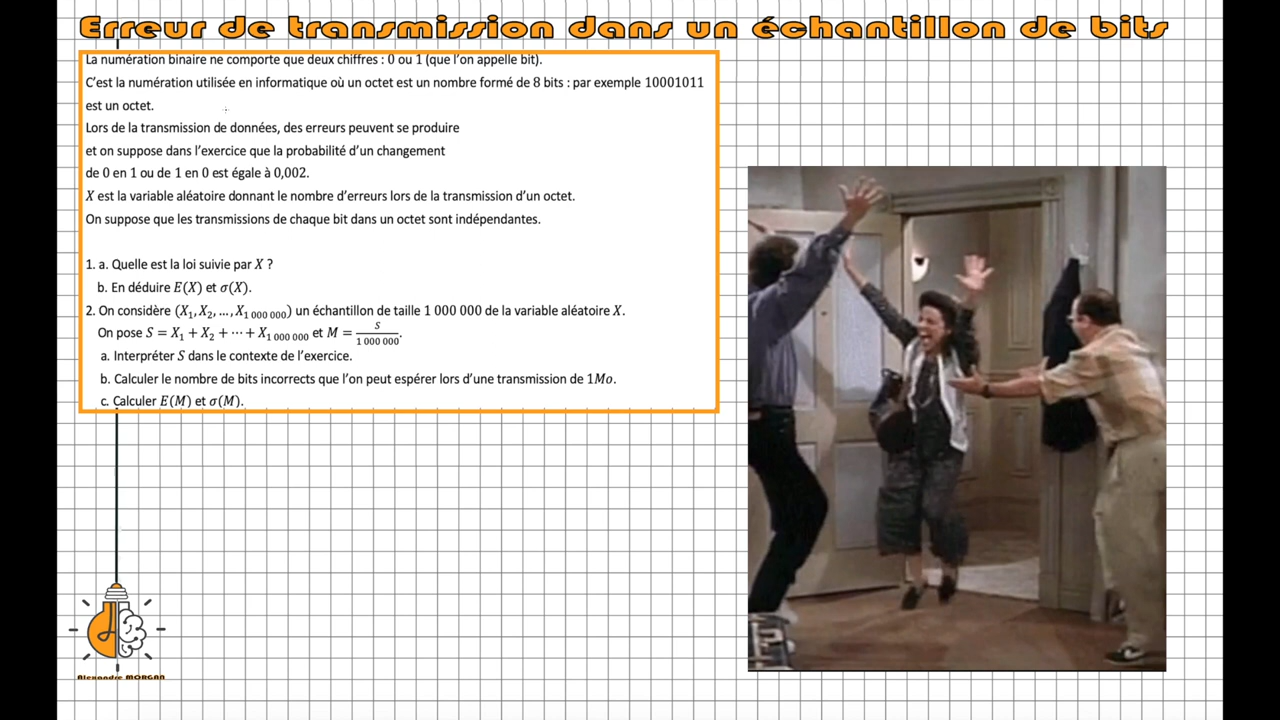 Erreur de transmission dans un échantillon de bits
La numération binaire ne comporte que deux chiffres : 0 ou 1 (que l'on appelle bit).
C'est la numération utilisée en informatique où un octet est un nombre formé de 8 bits : par exemple 10001011
est un octet.
Lors de la transmission de données, des erreurs peuvent se produire
et on suppose dans l'exercice que la probabilité d'un changement
de 0 en 1 ou de 1 en 0 est égale à 0,002.
X est la variable aléatoire donnant le nombre d'erreurs lors de la transmission d'un octet.
On suppose que les transmissions de chaque bit dans un octet sont indépendantes.
1. a. Quelle est la loi suivie par X ?
b. En déduire E(X) et σ(X).
2. On considère (X₁, X₂, ..., X₁ ₀₀₀ ₀₀₀) un échantillon de taille 1 000 000 de la variable aléatoire X.
On pose S = X₁ + X₂ + ⋯ + X₁ ₀₀₀ ₀₀₀ et M = S / 1 000 000.
a. Interpréter S dans le contexte de l'exercice.
b. Calculer le nombre de bits incorrects que l'on peut espérer lors d'une transmission de 1Mo.
c. Calculer E(M) et σ(M).
Alexandre MORGAN